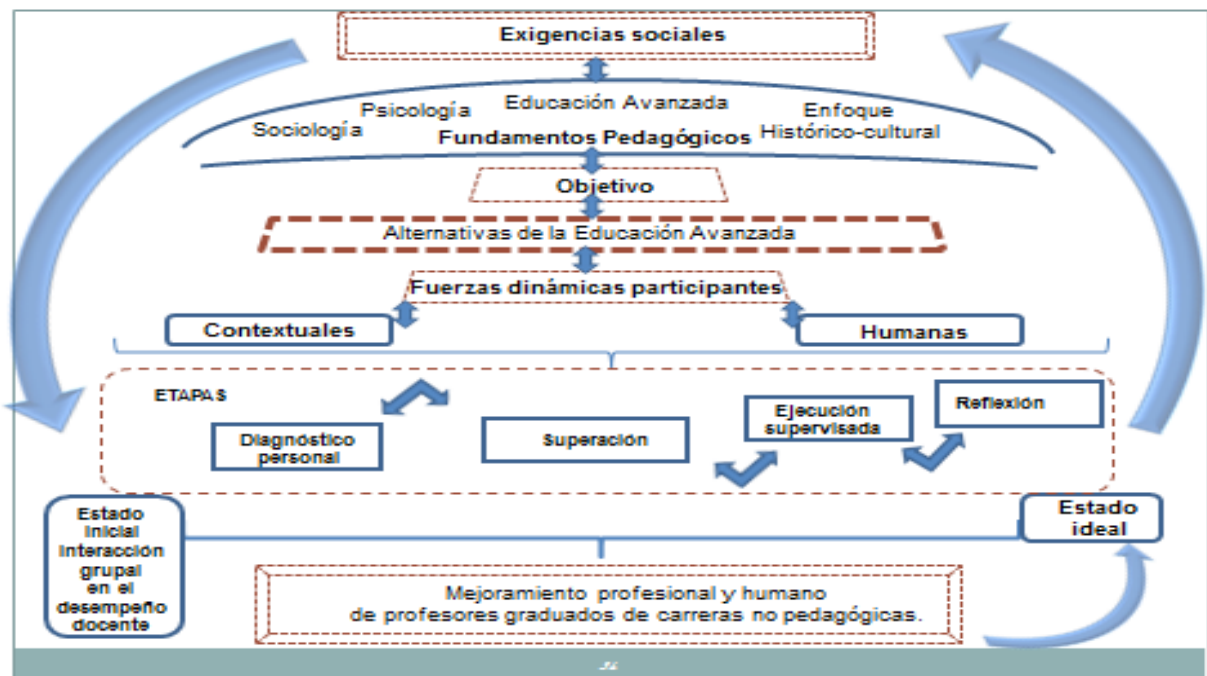 Exigencias sociales
Psicología
Educación Avanzada
Enfoque
Sociología
Histórico-cultural
Fundamentos Pedagógicos
Objetivo
Alternativas de la Educación Avanzada
Fuerzas dinámicas participantes
Contextuales
Humanas
ETAPAS
Diagnóstico
personal
Superación
Ejecución
supervisada
Reflexión
Estado
inicial
interacción
grupal
en el
desempeño
docente
Estado
ideal
Mejoramiento profesional y humano
de profesores graduados de carreras no pedagógicas.